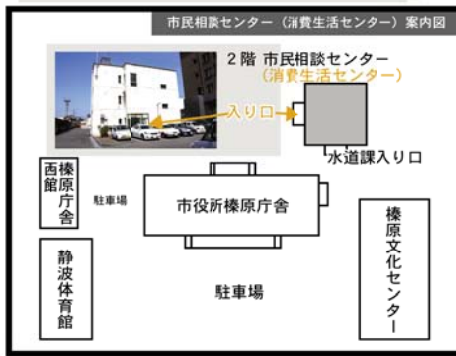 市民相談センター（消費生活センター）案内図
2階 市民相談センター
（消費生活センター）
入り口
水道課入り口
榛原庁舎
西館
駐車場
市役所榛原庁舎
静波体育館
駐車場
榛原文化センター